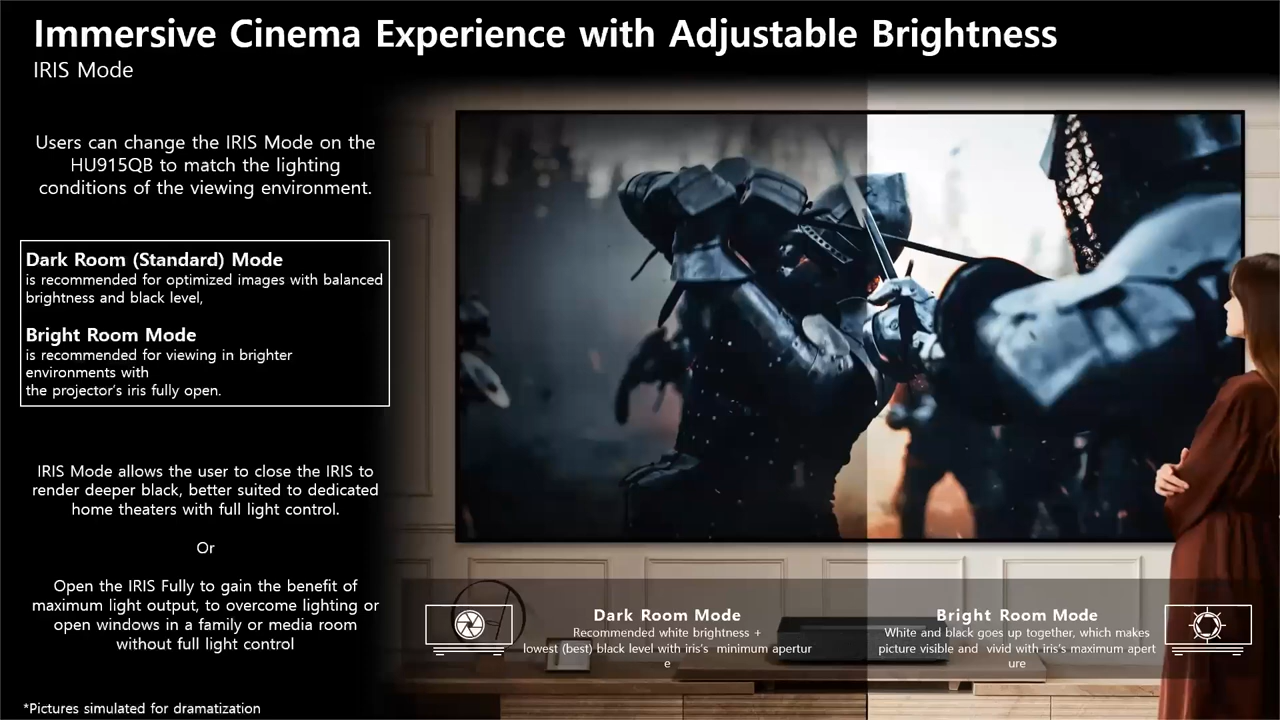 Immersive Cinema Experience with Adjustable Brightness
IRIS Mode
Users can change the IRIS Mode on the
HU915QB to match the lighting
conditions of the viewing environment.
Dark Room (Standard) Mode
is recommended for optimized images with balanced
brightness and black level,
Bright Room Mode
is recommended for viewing in brighter
environments with
the projector's iris fully open.
IRIS Mode allows the user to close the IRIS to
render deeper black, better suited to dedicated
home theaters with full light control.
Or
Open the IRIS Fully to gain the benefit of
maximum light output, to overcome lighting or
open windows in a family or media room
without full light control
Dark Room Mode
Recommended white brightness +
lowest (best) black level with iris's  minimum apertur
e
Bright Room Mode
White and black goes up together, which makes
picture visible and  vivid with iris's maximum apert
ure
*Pictures simulated for dramatization